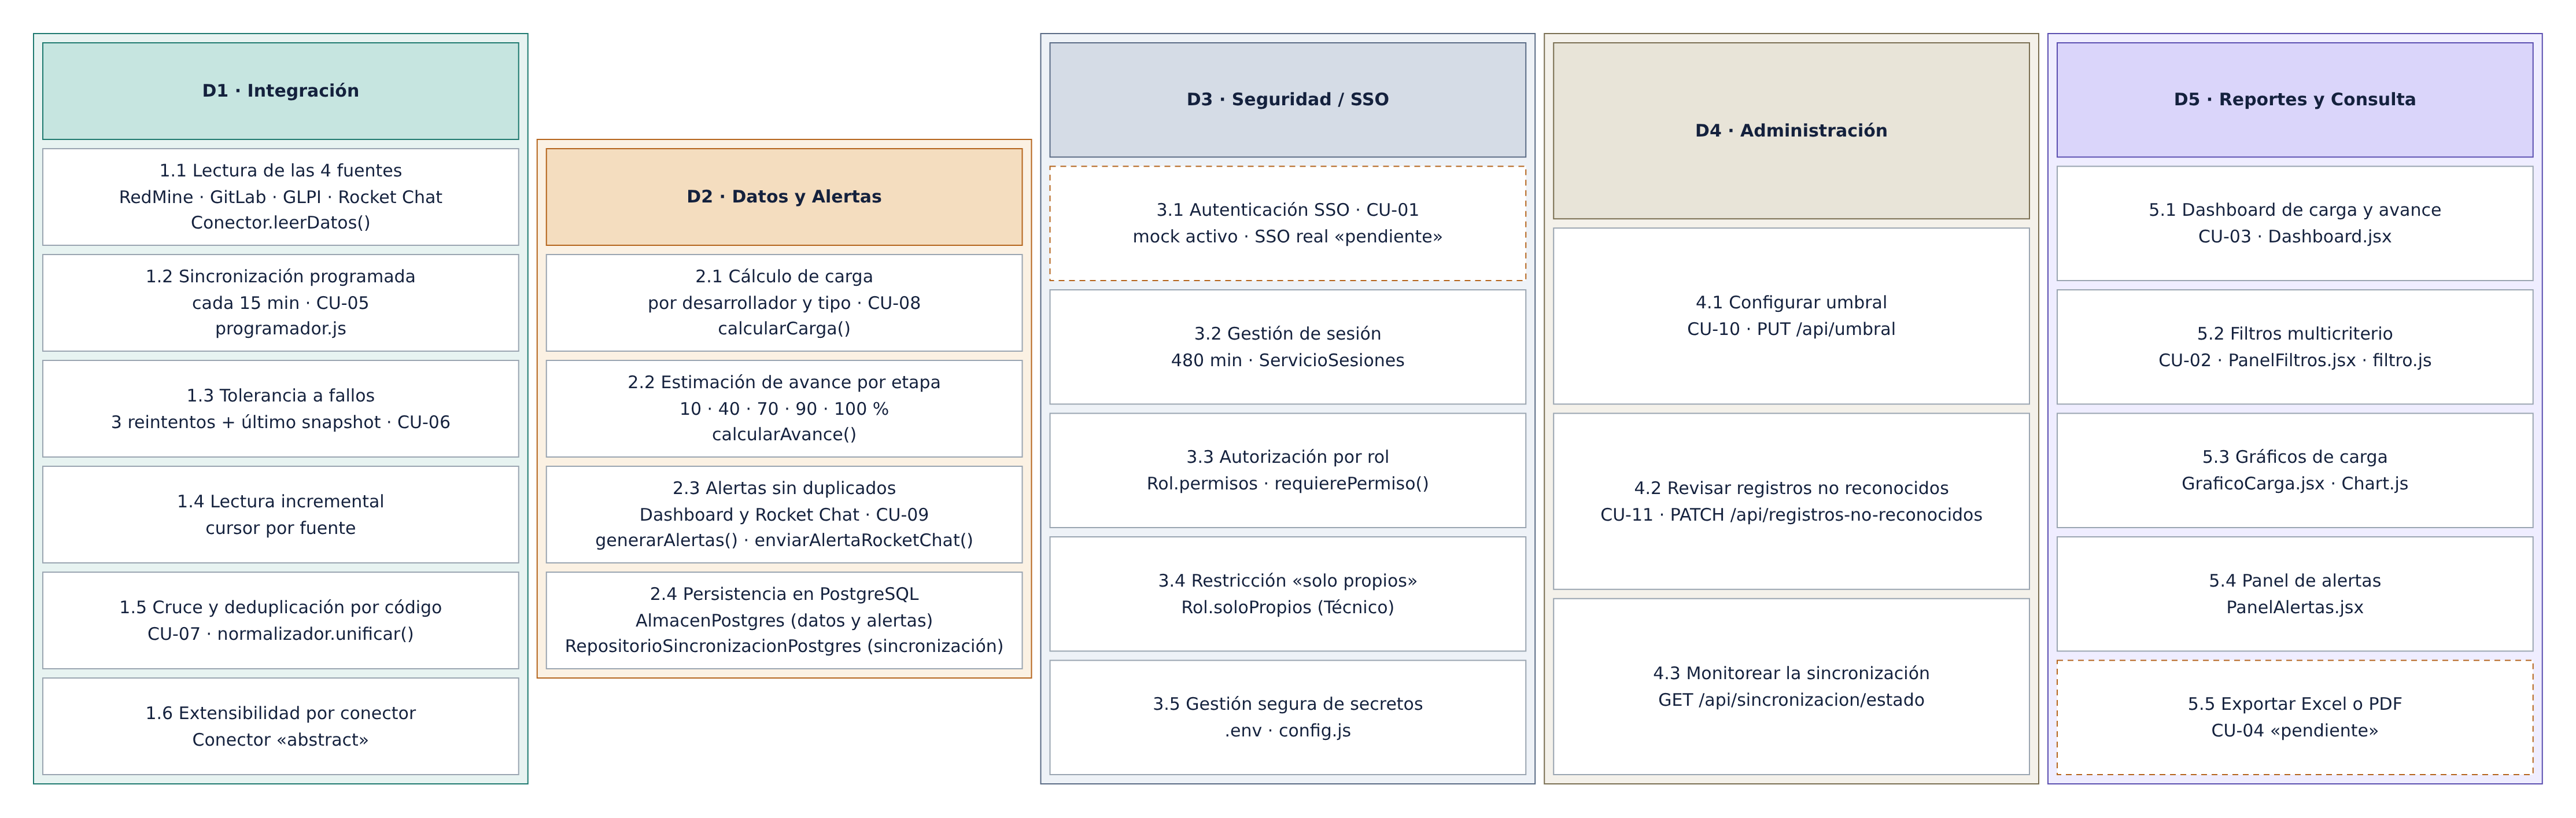 D1 · Integración
1.1 Lectura de las 4 fuentes
RedMine · GitLab · GLPI · Rocket Chat
Conector.leerDatos()
1.2 Sincronización programada
cada 15 min · CU-05
programador.js
1.3 Tolerancia a fallos
3 reintentos + último snapshot · CU-06
1.4 Lectura incremental
cursor por fuente
1.5 Cruce y deduplicación por código
CU-07 · normalizador.unificar()
1.6 Extensibilidad por conector
Conector «abstract»
D2 · Datos y Alertas
2.1 Cálculo de carga
por desarrollador y tipo · CU-08
calcularCarga()
2.2 Estimación de avance por etapa
10 · 40 · 70 · 90 · 100 %
calcularAvance()
2.3 Alertas sin duplicados
Dashboard y Rocket Chat · CU-09
generarAlertas() · enviarAlertaRocketChat()
2.4 Persistencia en PostgreSQL
AlmacenPostgres (datos y alertas)
RepositorioSincronizacionPostgres (sincronización)
D3 · Seguridad / SSO
3.1 Autenticación SSO · CU-01
mock activo · SSO real «pendiente»
3.2 Gestión de sesión
480 min · ServicioSesiones
3.3 Autorización por rol
Rol.permisos · requierePermiso()
3.4 Restricción «solo propios»
Rol.soloPropios (Técnico)
3.5 Gestión segura de secretos
.env · config.js
D4 · Administración
4.1 Configurar umbral
CU-10 · PUT /api/umbral
4.2 Revisar registros no reconocidos
CU-11 · PATCH /api/registros-no-reconocidos
4.3 Monitorear la sincronización
GET /api/sincronizacion/estado
D5 · Reportes y Consulta
5.1 Dashboard de carga y avance
CU-03 · Dashboard.jsx
5.2 Filtros multicriterio
CU-02 · PanelFiltros.jsx · filtro.js
5.3 Gráficos de carga
GraficoCarga.jsx · Chart.js
5.4 Panel de alertas
PanelAlertas.jsx
5.5 Exportar Excel o PDF
CU-04 «pendiente»